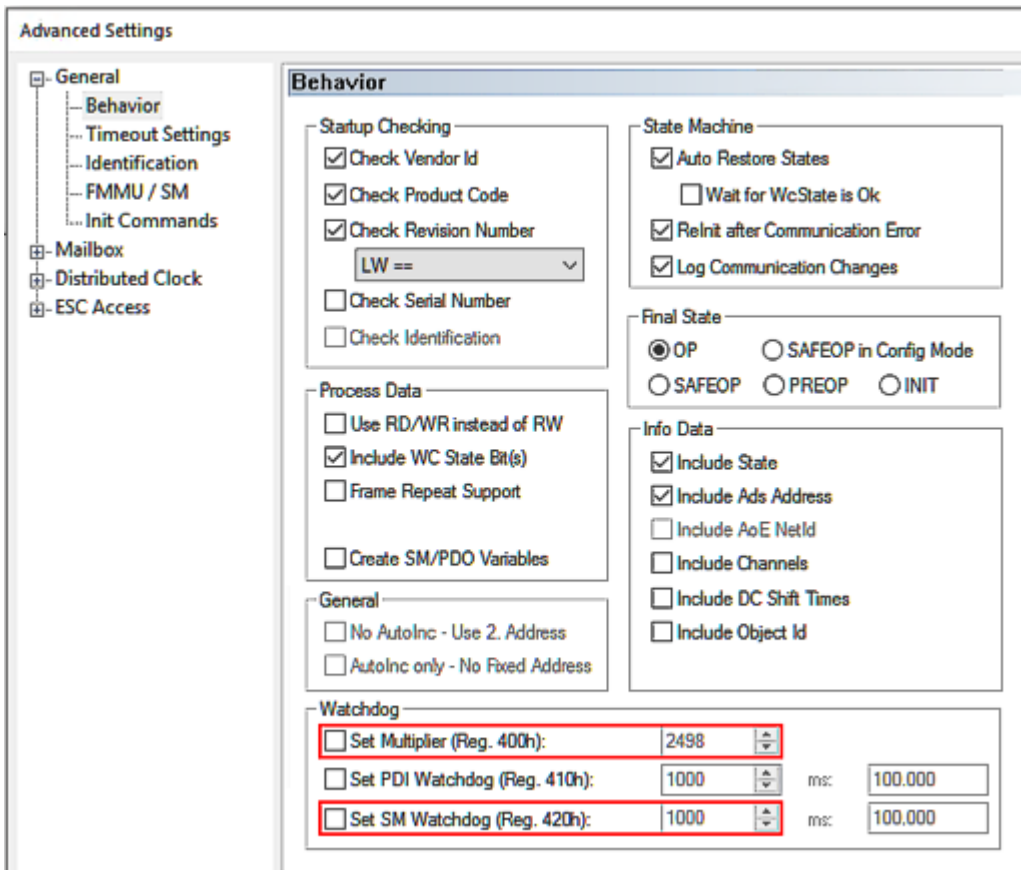 Advanced Settings
General
Behavior
Timeout Settings
Identification
FMMU / SM
Init Commands
Mailbox
Distributed Clock
ESC Access
Behavior
Startup Checking
Check Vendor Id
Check Product Code
Check Revision Number
LW ==
Check Serial Number
Check Identification
Process Data
Use RD/WR instead of RW
Include WC State Bit(s)
Frame Repeat Support
Create SM/PDO Variables
General
No AutoInc - Use 2. Address
AutoInc only - No Fixed Address
State Machine
Auto Restore States
Wait for WcState is Ok
ReInit after Communication Error
Log Communication Changes
Final State
OP SAFEOP in Config Mode
SAFEOP PREOP INIT
Info Data
Include State
Include Ads Address
Include AoE NetId
Include Channels
Include DC Shift Times
Include Object Id
Watchdog
Set Multiplier (Reg. 400h): 2498
Set PDI Watchdog (Reg. 410h): 1000 ms: 100.000
Set SM Watchdog (Reg. 420h): 1000 ms: 100.000